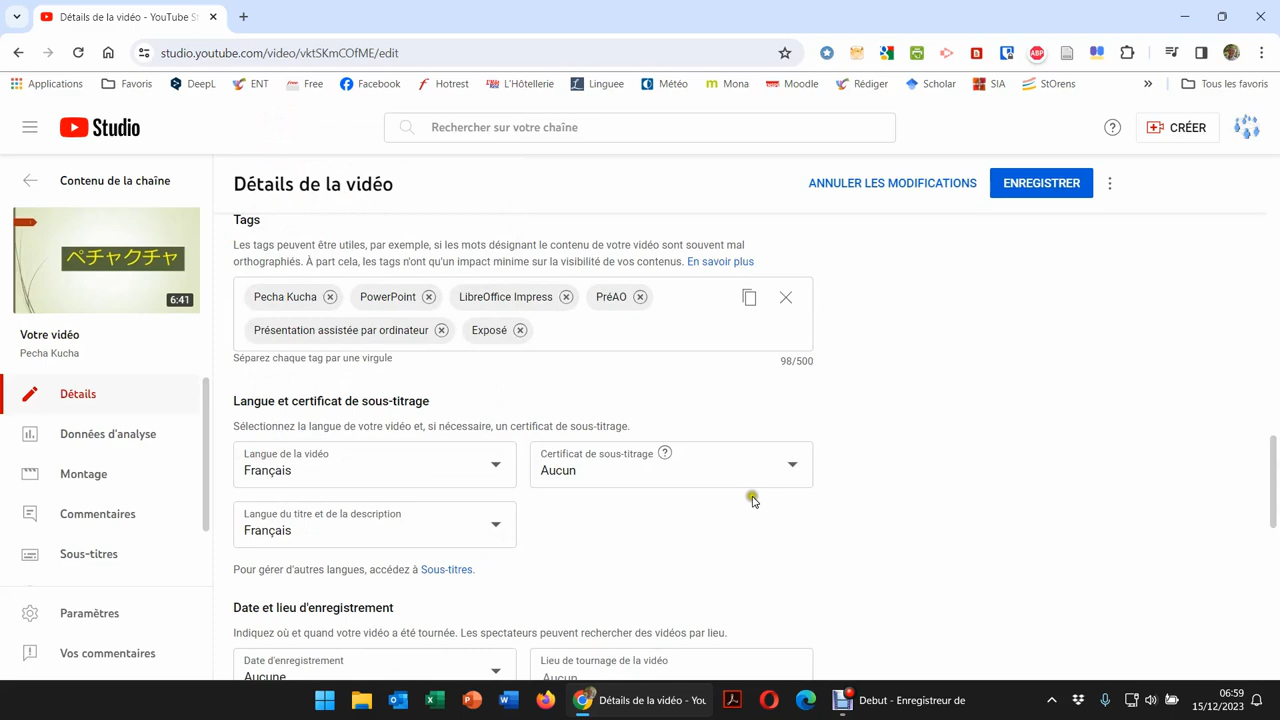 Détails de la vidéo - YouTube S
studio.youtube.com/video/vktSKmCOfME/edit
Applications Favoris DeepL ENT Free Facebook Hotrest L'Hôtellerie Linguee Météo Mona Moodle Rédiger Scholar SIA StOrens » Tous les favoris
Studio
Rechercher sur votre chaîne
CRÉER
Contenu de la chaîne
ペチャクチャ
6:41
Votre vidéo
Pecha Kucha
Détails
Données d'analyse
Montage
Commentaires
Sous-titres
Paramètres
Vos commentaires
Détails de la vidéo
ANNULER LES MODIFICATIONS
ENREGISTRER
Tags
Les tags peuvent être utiles, par exemple, si les mots désignant le contenu de votre vidéo sont souvent mal
orthographiés. À part cela, les tags n'ont qu'un impact minime sur la visibilité de vos contenus. En savoir plus
Pecha Kucha PowerPoint LibreOffice Impress PréAO
Présentation assistée par ordinateur Exposé
Séparez chaque tag par une virgule
98/500
Langue et certificat de sous-titrage
Sélectionnez la langue de votre vidéo et, si nécessaire, un certificat de sous-titrage.
Langue de la vidéo
Français
Certificat de sous-titrage
Aucun
Langue du titre et de la description
Français
Pour gérer d'autres langues, accédez à Sous-titres.
Date et lieu d'enregistrement
Indiquez où et quand votre vidéo a été tournée. Les spectateurs peuvent rechercher des vidéos par lieu.
Date d'enregistrement
Aucune
Lieu de tournage de la vidéo
Aucun
Détails de la vidéo - You
Debut - Enregistreur de
06:59
15/12/2023